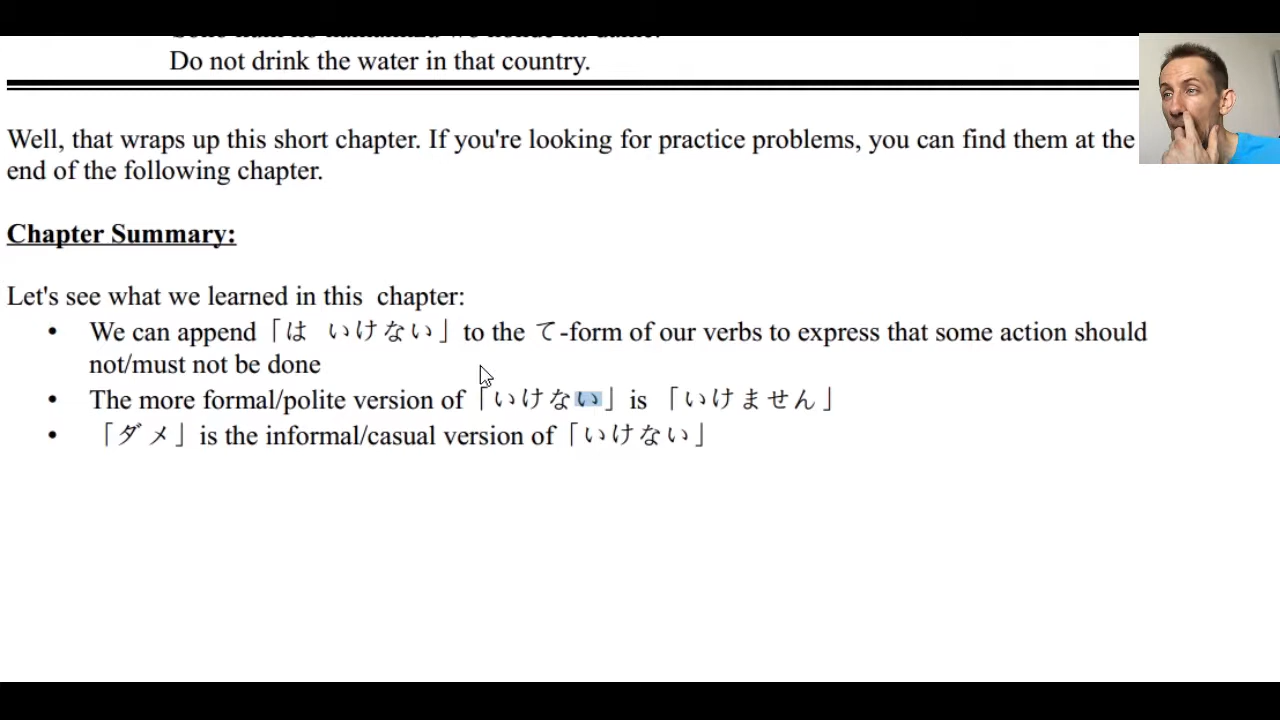 Do not drink the water in that country.
Well, that wraps up this short chapter. If you're looking for practice problems, you can find them at the
end of the following chapter.
Chapter Summary:
Let's see what we learned in this  chapter:
• We can append「は いけない」to the て-form of our verbs to express that some action should
not/must not be done
• The more formal/polite version of「いけない」is 「いけません」
• 「ダメ」is the informal/casual version of「いけない」